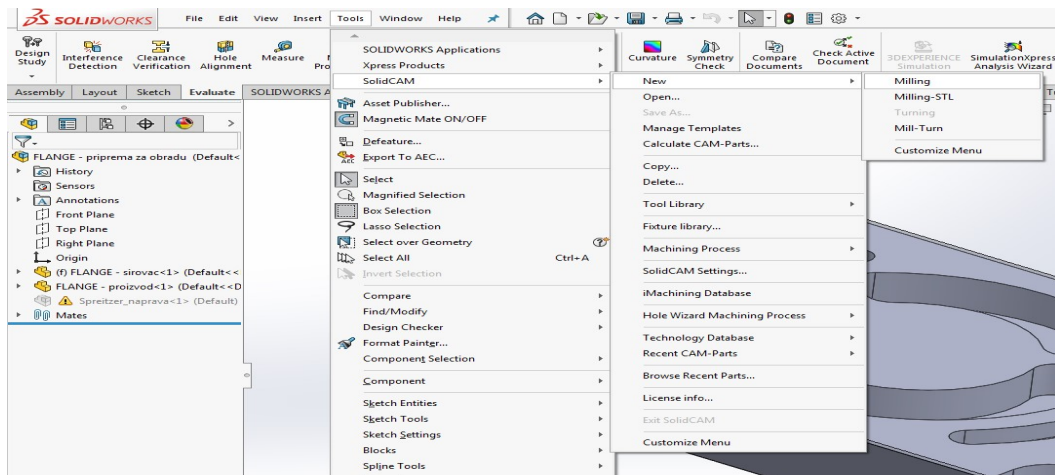 SOLIDWORKS File Edit View Insert Tools Window Help
Design Study
Interference Detection
Clearance Verification
Hole Alignment
Measure
Curvature
Symmetry Check
Compare Documents
Check Active Document
3DEXPERIENCE Simulation
SimulationXpress Analysis Wizard
Assembly Layout Sketch Evaluate SOLIDWORKS A
FLANGE - priprema za obradu (Default<
History
Sensors
Annotations
Front Plane
Top Plane
Right Plane
Origin
(f) FLANGE - sirovac<1> (Default<<
FLANGE - proizvod<1> (Default<<D
Spreitzer_naprava<1> (Default)
Mates
SOLIDWORKS Applications
Xpress Products
SolidCAM
Asset Publisher...
Magnetic Mate ON/OFF
Defeature...
Export To AEC...
Select
Magnified Selection
Box Selection
Lasso Selection
Select over Geometry
Select All Ctrl+A
Invert Selection
Compare
Find/Modify
Design Checker
Format Painter...
Component Selection
Component
Sketch Entities
Sketch Tools
Sketch Settings
Blocks
Spline Tools
New
Open...
Save As...
Manage Templates
Calculate CAM-Parts...
Copy...
Delete...
Tool Library
Fixture library...
Machining Process
SolidCAM Settings...
iMachining Database
Hole Wizard Machining Process
Technology Database
Recent CAM-Parts
Browse Recent Parts...
License info...
Exit SolidCAM
Customize Menu
Milling
Milling-STL
Turning
Mill-Turn
Customize Menu